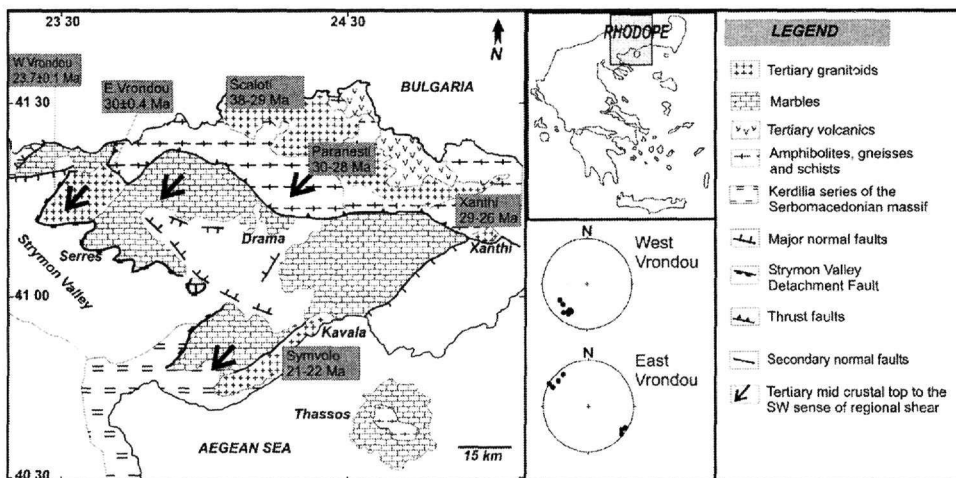 23 30
24 30
N
W.Vrondou
23.7±0.1 Ma
E.Vrondou
30±0.4 Ma
Scaloti
38-29 Ma
BULGARIA
41 30
Paranesti
30-28 Ma
Xanthi
29-26 Ma
Drama
Xanthi
Serres
Strymon Valley
41 00
Kavala
Symvolo
21-22 Ma
Thassos
AEGEAN SEA
15 km
40 30
RHODOPE
N
West
Vrondou
N
East
Vrondou
LEGEND
Tertiary granitoids
Marbles
Tertiary volcanics
Amphibolites, gneisses
and schists
Kerdilia series of the
Serbomacedonian massif
Major normal faults
Strymon Valley
Detachment Fault
Thrust faults
Secondary normal faults
Tertiary mid crustal top to the
SW sense of regional shear